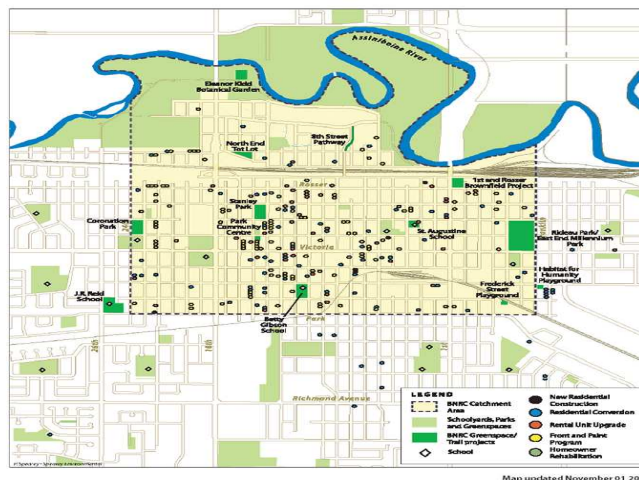 Assiniboine River
Eleanor Kidd
Botanical Garden
North End
Tot Lot
8th Street
Pathway
Rosser
1st and Rosser
Brownfield Project
Stanley
Park
Park
Community
Centre
Coronation
Park
St. Augustine
School
Rideau Park/
East End Millennium
Park
Victoria
Habitat for
Humanity
Playground
Frederick
Street
Playground
J.R. Reid
School
Betty
Gibson
School
Park
26th
18th
1st
Richmond Avenue
LEGEND
BNRC Catchment
Area
Schoolyards, Parks
and Greenspaces
BNRC Greenspace/
Trail projects
School
New Residential
Construction
Residential Conversion
Rental Unit Upgrade
Front and Paint
Program
Homeowner
Rehabilitation
Map updated November 01 20